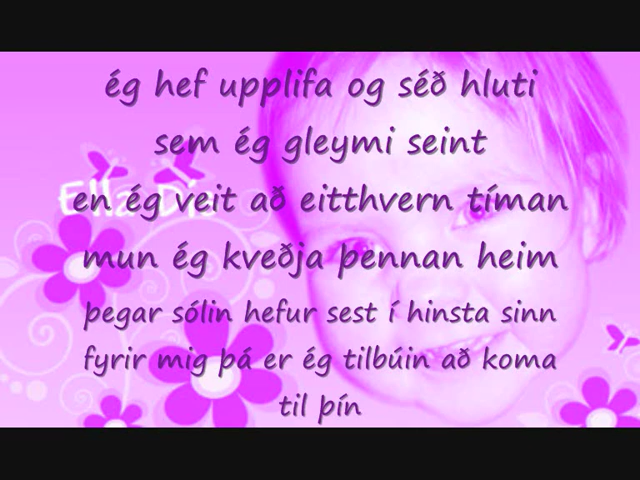 ég hef upplifa og séð hluti
sem ég gleymi seint
en ég veit að eitthvern tíman
mun ég kveðja þennan heim
þegar sólin hefur sest í hinsta sinn
fyrir mig þá er ég tilbúin að koma
til þín